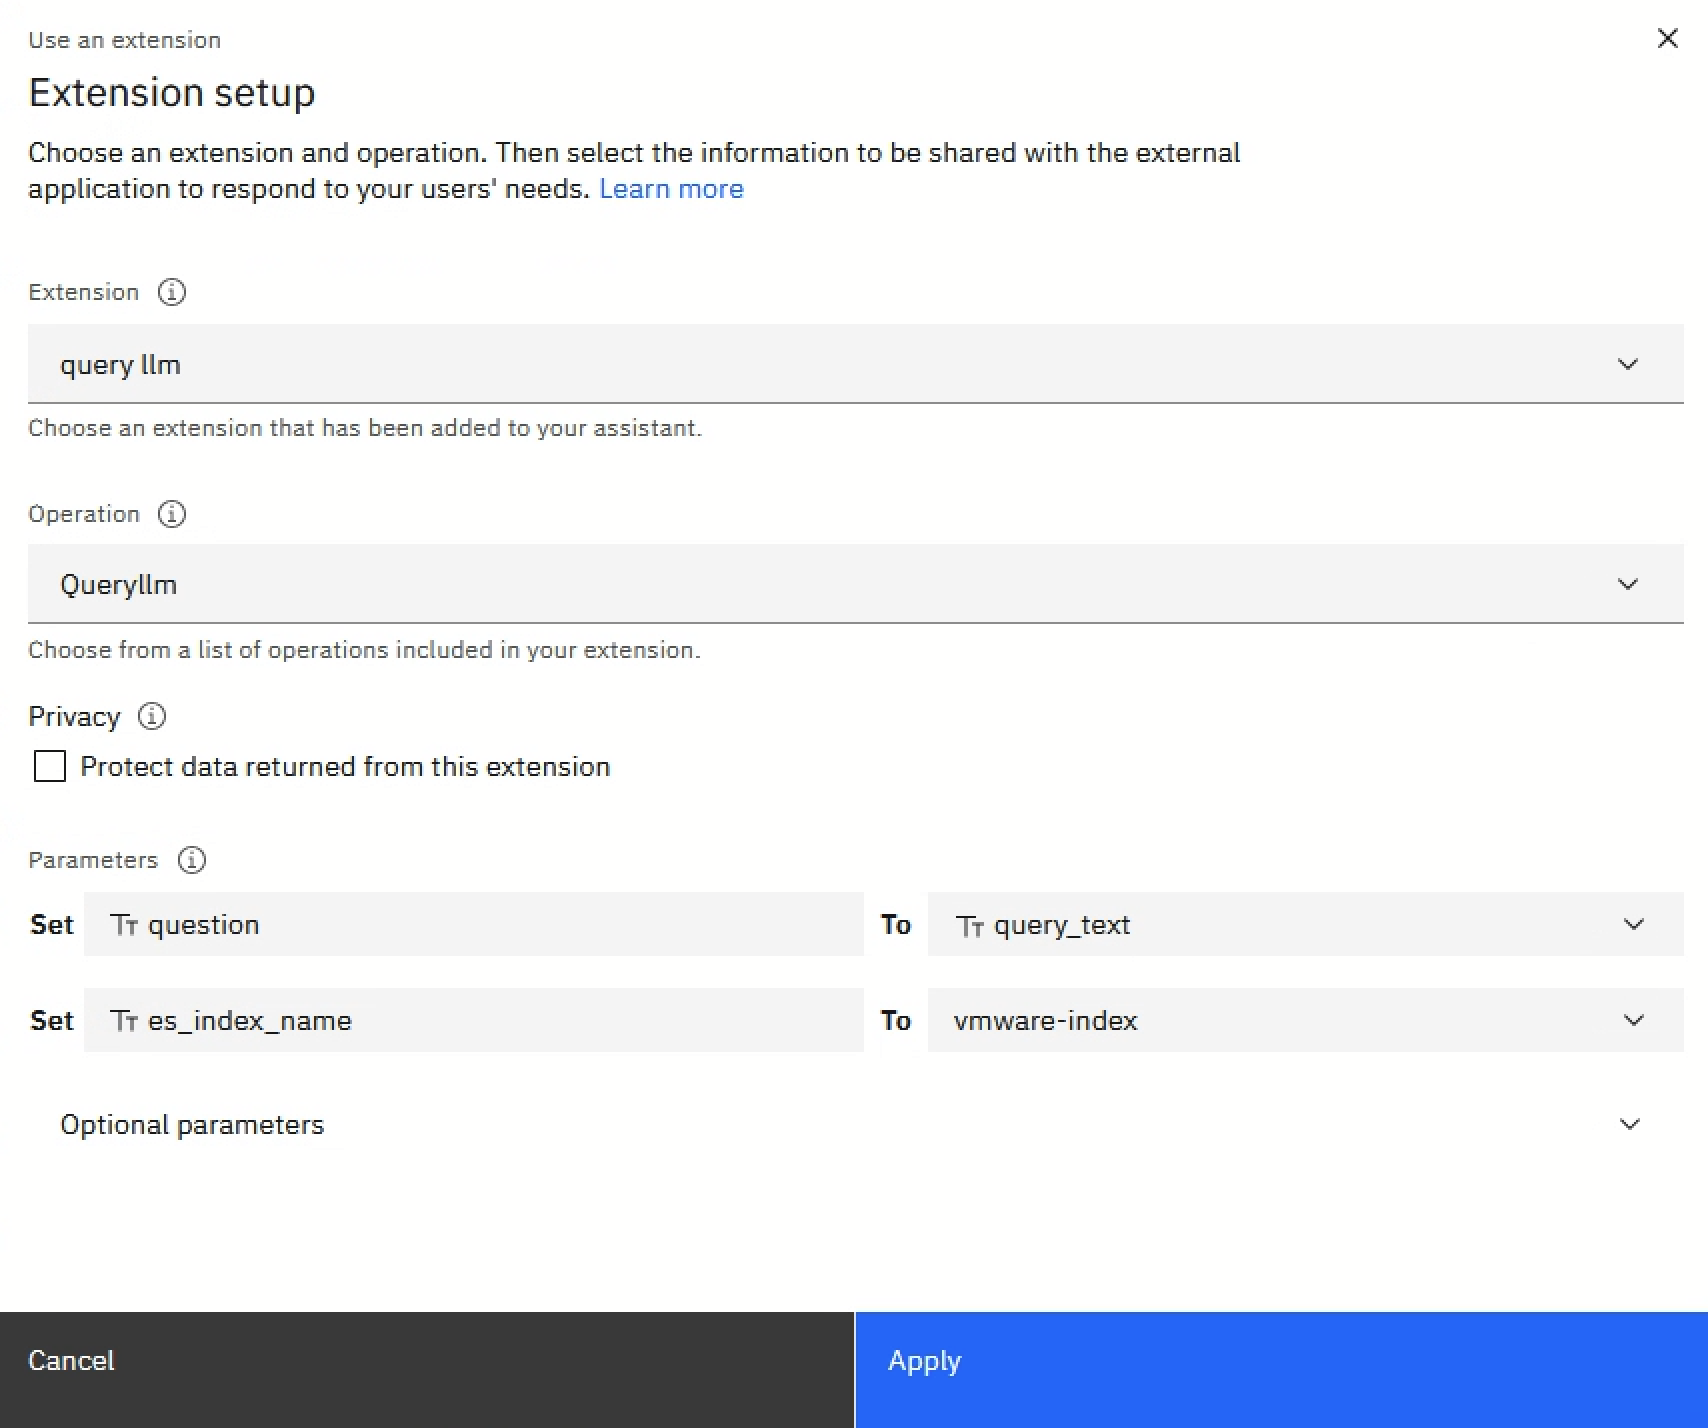 Use an extension
Extension setup
Choose an extension and operation. Then select the information to be shared with the external
application to respond to your users' needs. Learn more
Extension
query llm
Choose an extension that has been added to your assistant.
Operation
Queryllm
Choose from a list of operations included in your extension.
Privacy
Protect data returned from this extension
Parameters
Set Tт question To Tт query_text
Set Tт es_index_name To vmware-index
Optional parameters
Cancel Apply